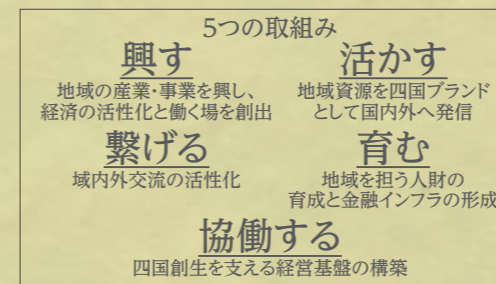 5つの取組み
興す
地域の産業・事業を興し、
経済の活性化と働く場を創出
活かす
地域資源を四国ブランド
として国内外へ発信
繋げる
域内外交流の活性化
育む
地域を担う人財の
育成と金融インフラの形成
協働する
四国創生を支える経営基盤の構築